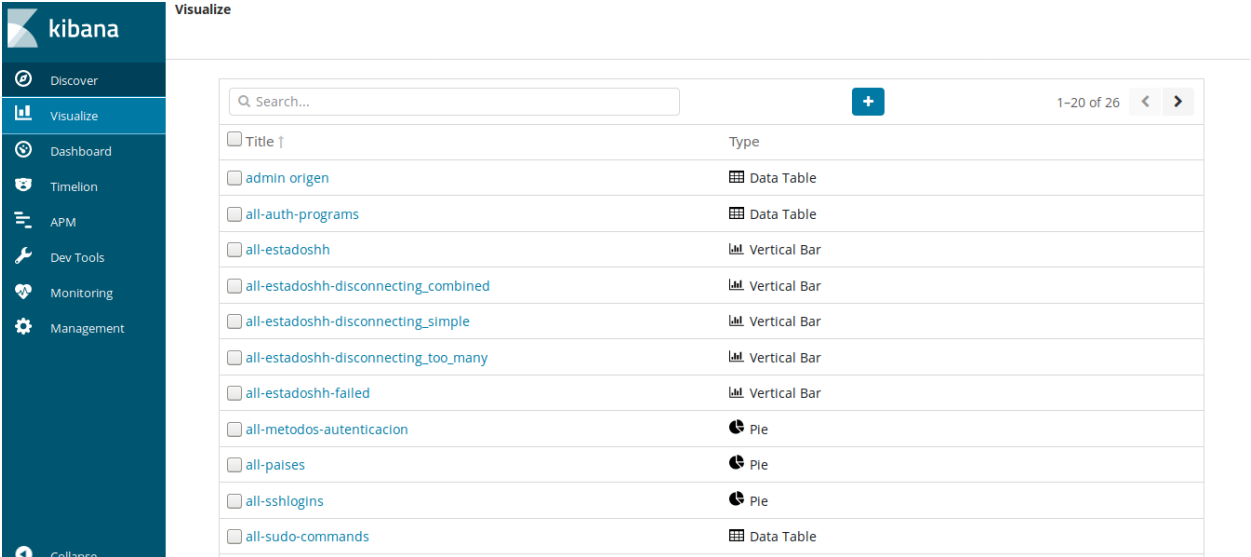 kibana
Visualize
Discover
Visualize
Dashboard
Timelion
APM
Dev Tools
Monitoring
Management
Collapse
Search...
+
1–20 of 26
Title ↑ Type
admin origen Data Table
all-auth-programs Data Table
all-estadoshh Vertical Bar
all-estadoshh-disconnecting_combined Vertical Bar
all-estadoshh-disconnecting_simple Vertical Bar
all-estadoshh-disconnecting_too_many Vertical Bar
all-estadoshh-failed Vertical Bar
all-metodos-autenticacion Pie
all-paises Pie
all-sshlogins Pie
all-sudo-commands Data Table